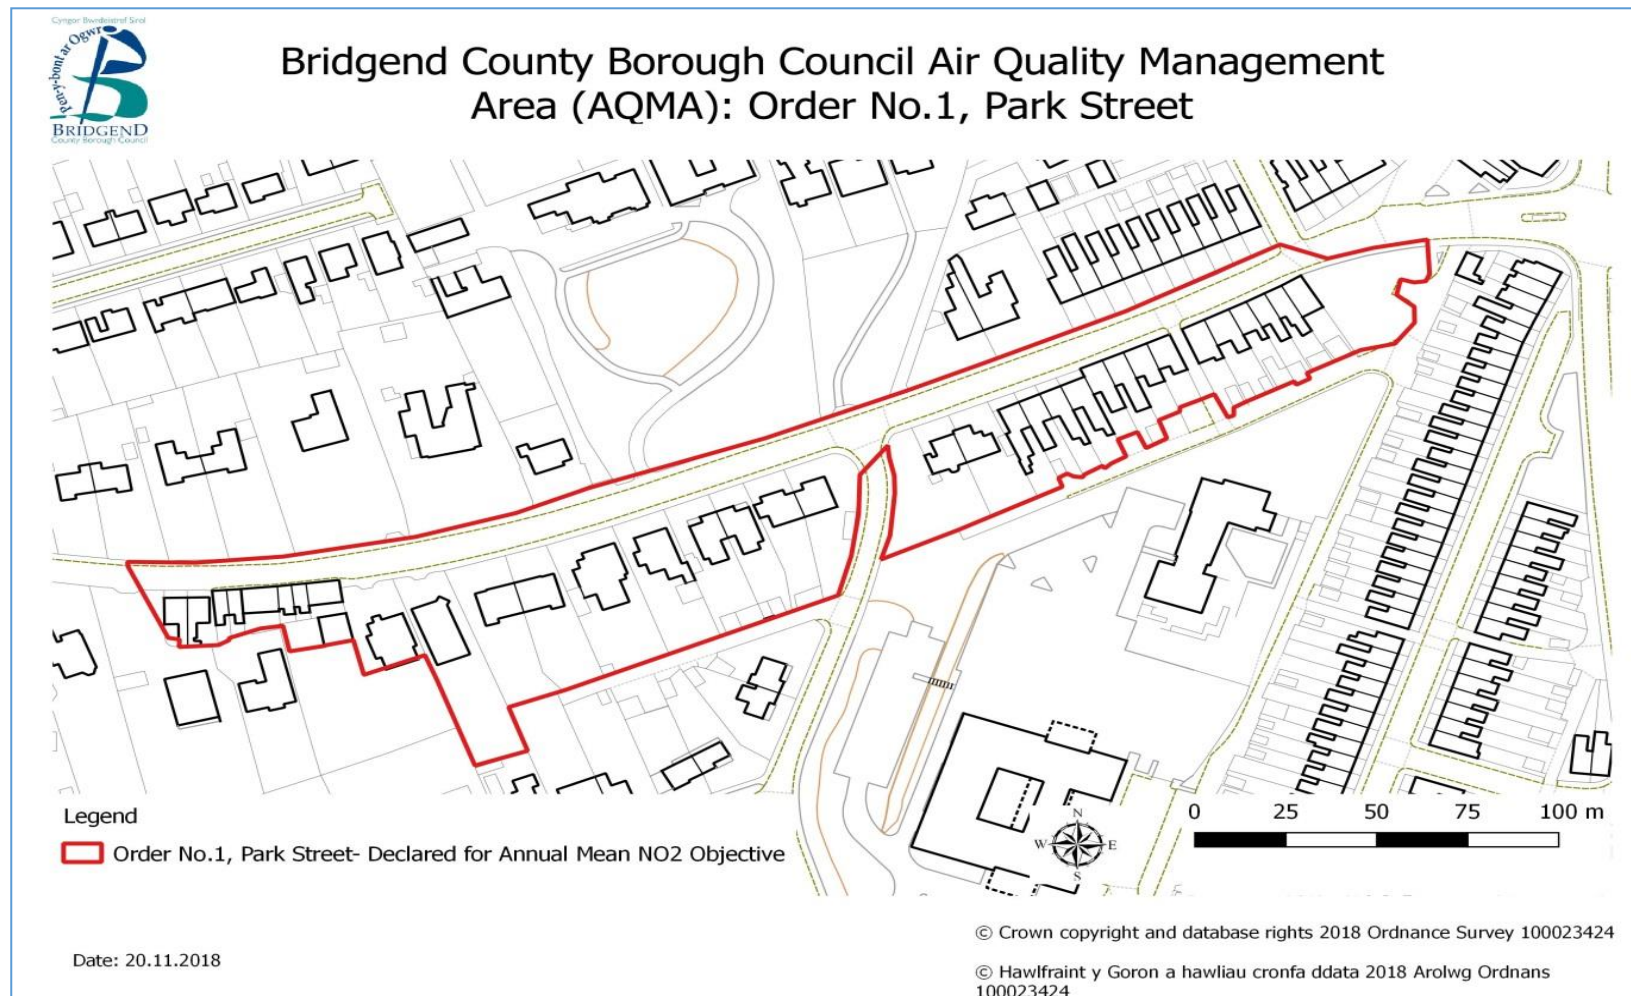 Cyngor Bwrdeistref Sirol
Pen-y-bont ar Ogwr
BRIDGEND
County Borough Council
Bridgend County Borough Council Air Quality Management
Area (AQMA): Order No.1, Park Street
Legend
Order No.1, Park Street- Declared for Annual Mean NO2 Objective
N
W E
S
0 25 50 75 100 m
Date: 20.11.2018
© Crown copyright and database rights 2018 Ordnance Survey 100023424
© Hawlfraint y Goron a hawliau cronfa ddata 2018 Arolwg Ordnans
100023424